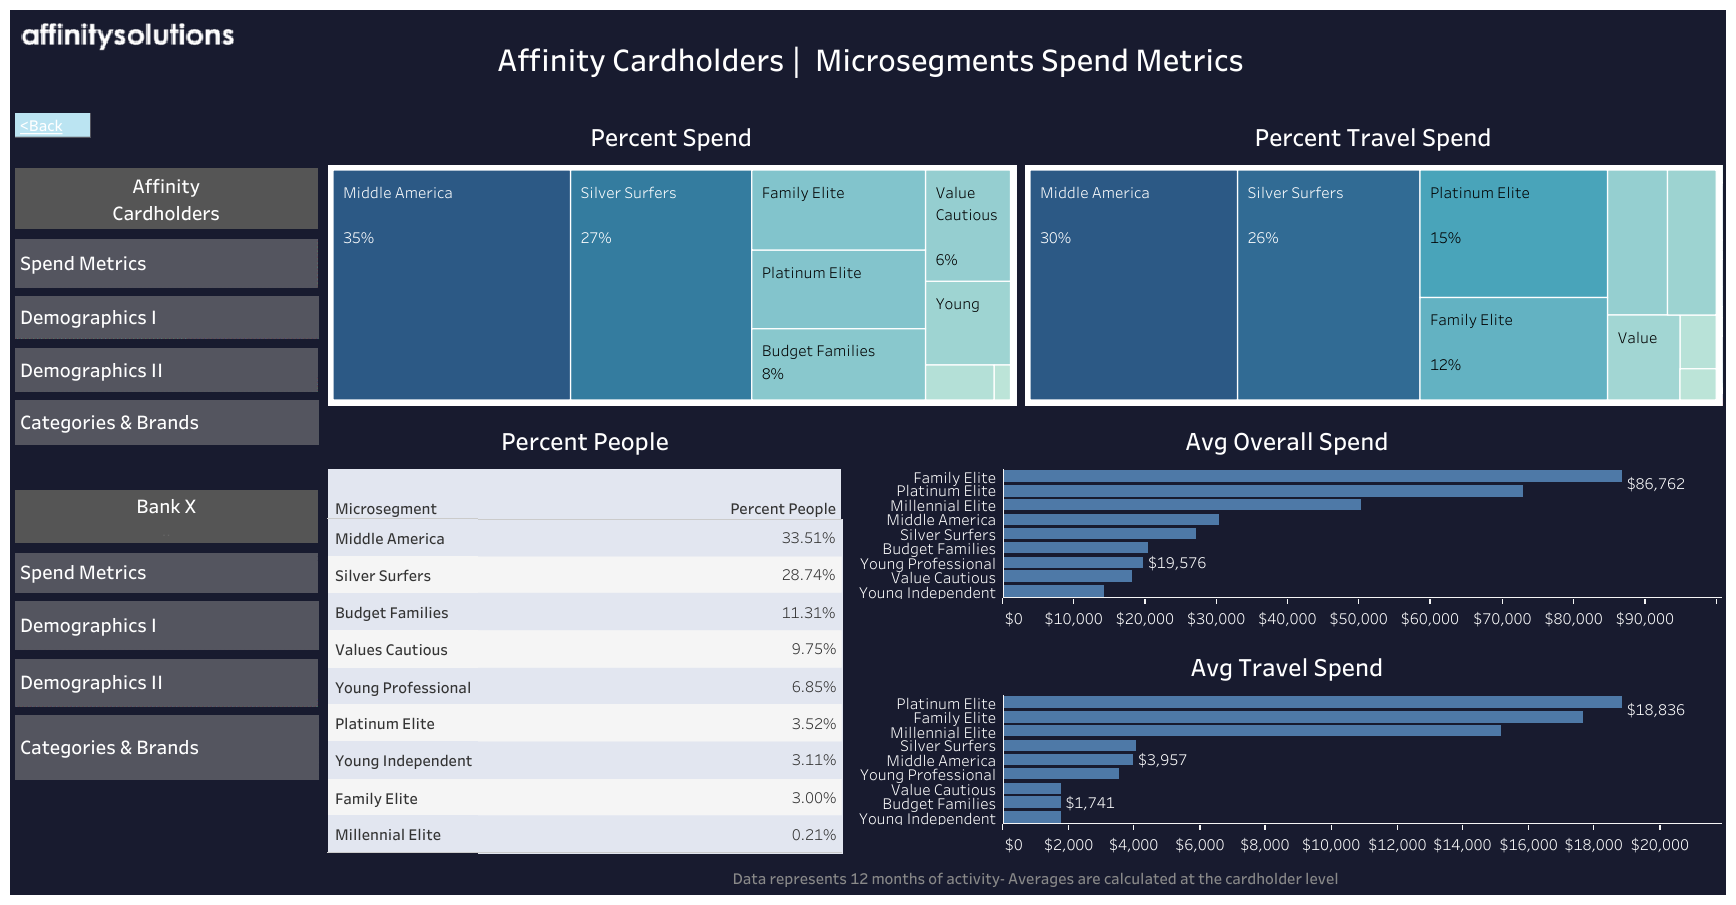 affinitysolutions
Affinity Cardholders | Microsegments Spend Metrics
<Back
Affinity
Cardholders
Spend Metrics
Demographics I
Demographics II
Categories & Brands
Bank X
Spend Metrics
Demographics I
Demographics II
Categories & Brands
Percent Spend
Middle America
35%
Silver Surfers
27%
Family Elite
Platinum Elite
Budget Families
8%
Value
Cautious
6%
Young
Percent Travel Spend
Middle America
30%
Silver Surfers
26%
Platinum Elite
15%
Family Elite
12%
Value
Percent People
Microsegment Percent People
Middle America 33.51%
Silver Surfers 28.74%
Budget Families 11.31%
Values Cautious 9.75%
Young Professional 6.85%
Platinum Elite 3.52%
Young Independent 3.11%
Family Elite 3.00%
Millennial Elite 0.21%
Avg Overall Spend
Family Elite $86,762
Platinum Elite
Millennial Elite
Middle America
Silver Surfers
Budget Families
Young Professional $19,576
Value Cautious
Young Independent
$0 $10,000 $20,000 $30,000 $40,000 $50,000 $60,000 $70,000 $80,000 $90,000
Avg Travel Spend
Platinum Elite $18,836
Family Elite
Millennial Elite
Silver Surfers
Middle America $3,957
Young Professional
Value Cautious
Budget Families $1,741
Young Independent
$0 $2,000 $4,000 $6,000 $8,000 $10,000 $12,000 $14,000 $16,000 $18,000 $20,000
Data represents 12 months of activity- Averages are calculated at the cardholder level